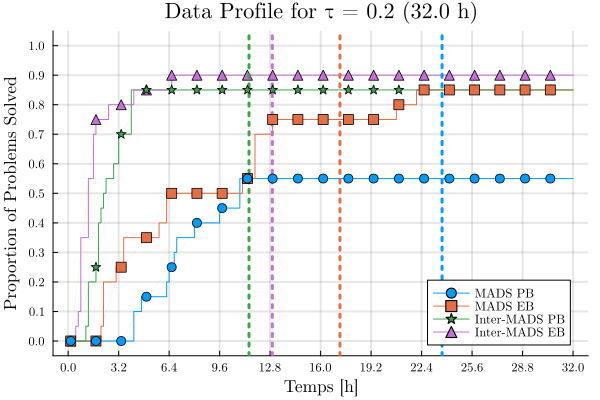 Data Profile for τ = 0.2 (32.0 h)
Proportion of Problems Solved
1.0
0.9
0.8
0.7
0.6
0.5
0.4
0.3
0.2
0.1
0.0
MADS PB
MADS EB
Inter-MADS PB
Inter-MADS EB
0.0 3.2 6.4 9.6 12.8 16.0 19.2 22.4 25.6 28.8 32.0
Temps [h]